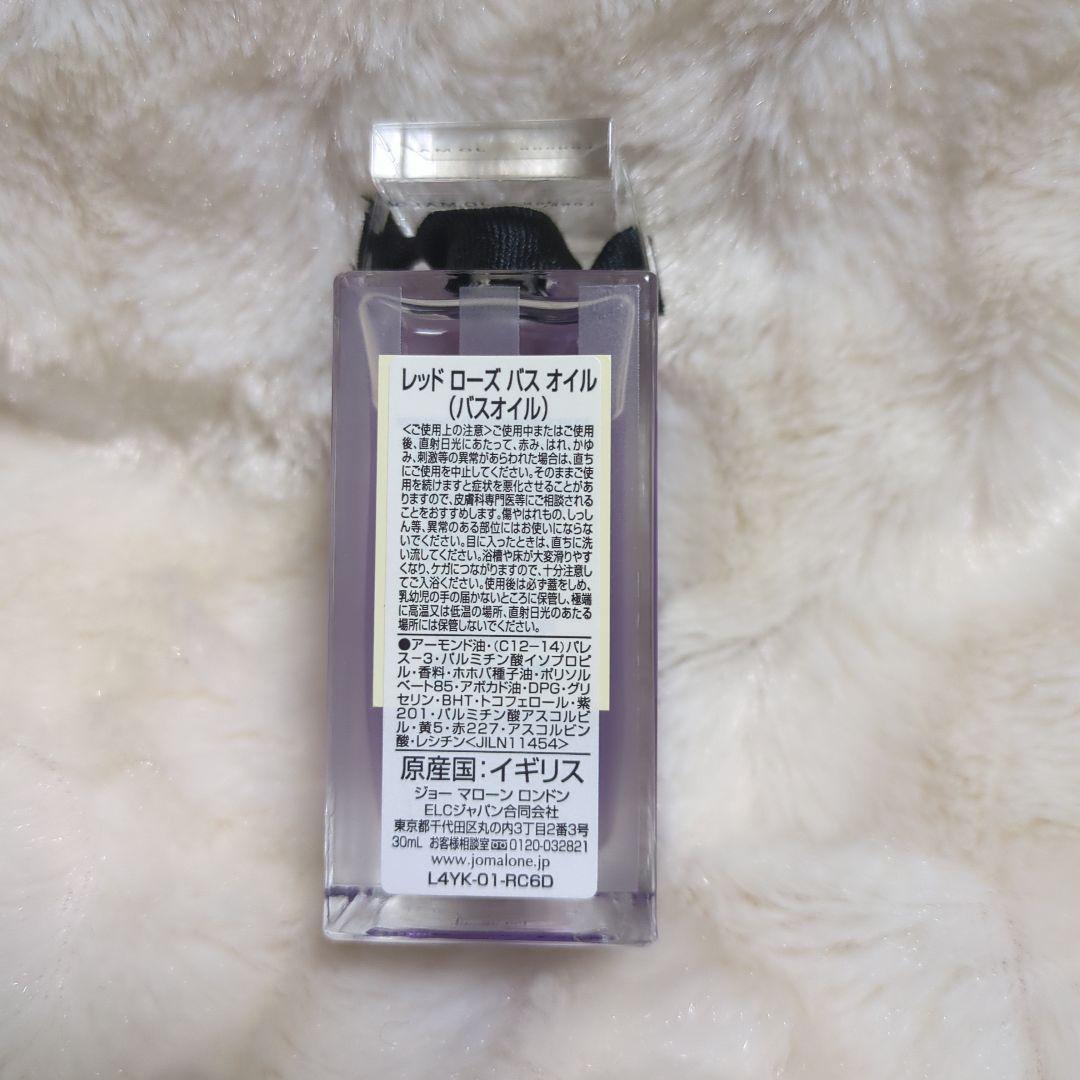 レッド ローズ バス オイル
(バスオイル)
<ご使用上の注意>ご使用中またはご使用
後、直射日光にあたって、赤み、はれ、かゆ
み、刺激等の異常があらわれた場合は、直ち
にご使用を中止してください。そのままご使
用を続けますと症状を悪化させることがあ
りますので、皮膚科専門医等にご相談される
ことをおすすめします。傷やはれもの、しっし
ん等、異常のある部位にはお使いにならな
いでください。目に入ったときは、直ちに洗
い流してください。浴槽や床が大変滑りやす
くなり、ケガにつながりますので、十分注意し
てご入浴ください。使用後は必ず蓋をしめ、
乳幼児の手の届かないところに保管し、極端
に高温又は低温の場所、直射日光のあたる
場所には保管しないでください。
●アーモンド油・(C12-14)パレ
ス-3・パルミチン酸イソプロピ
ル・香料・ホホバ種子油・ポリソル
ベート85・アボカド油・DPG・グリ
セリン・BHT・トコフェロール・紫
201・パルミチン酸アスコルビ
ル・黄5・赤227・アスコルビン
酸・レシチン<JILN11454>
原産国:イギリス
ジョー マローン ロンドン
ELCジャパン合同会社
東京都千代田区丸の内3丁目2番3号
30mL お客様相談室 0120-032821
www.jomalone.jp
L4YK-01-RC6D